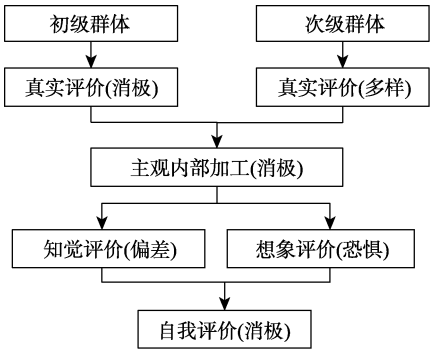 初级群体
次级群体
真实评价(消极)
真实评价(多样)
主观内部加工(消极)
知觉评价(偏差)
想象评价(恐惧)
自我评价(消极)